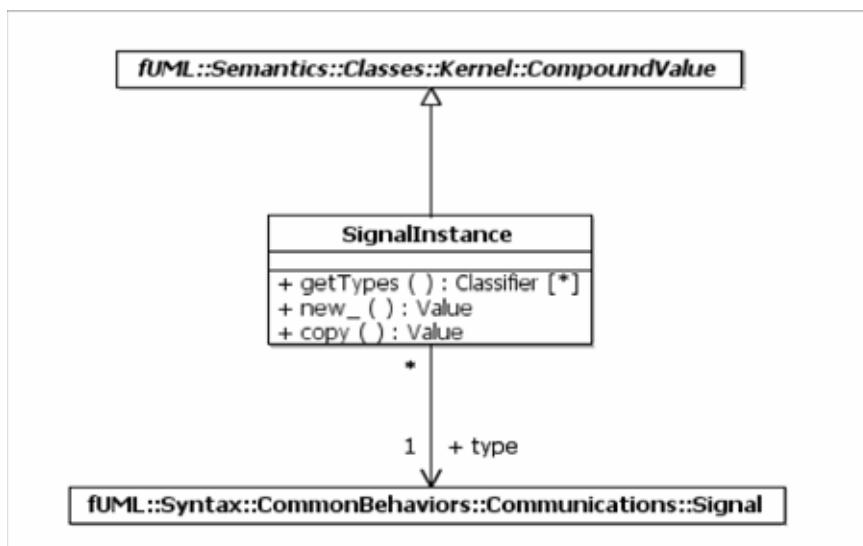 fUML::Semantics::Classes::Kernel::CompoundValue
SignalInstance
+ getTypes ( ) : Classifier [*]
+ new_ ( ) : Value
+ copy ( ) : Value
*
1 + type
fUML::Syntax::CommonBehaviors::Communications::Signal